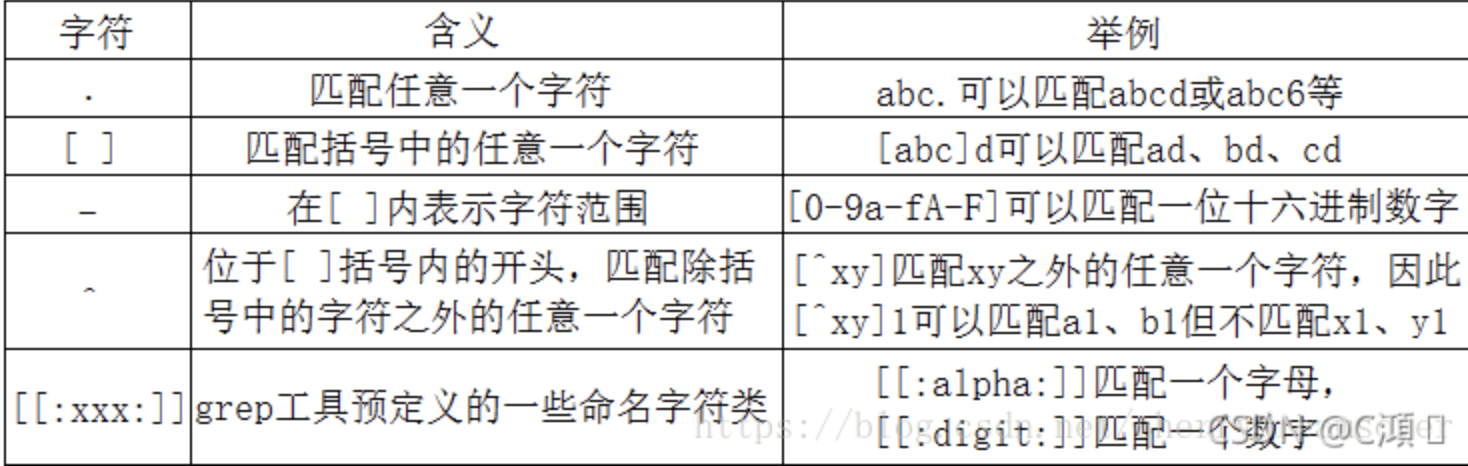 字符 含义 举例
. 匹配任意一个字符 abc.可以匹配abcd或abc6等
[ ] 匹配括号中的任意一个字符 [abc]d可以匹配ad、bd、cd
- 在[ ]内表示字符范围 [0-9a-fA-F]可以匹配一位十六进制数字
^ 位于[ ]括号内的开头，匹配除括 [^xy]匹配xy之外的任意一个字符，因此
号中的字符之外的任意一个字符 [^xy]1可以匹配a1、b1但不匹配x1、y1
[[:xxx:]] grep工具预定义的一些命名字符类 [[:alpha:]]匹配一个字母，
[[:digit:]]匹配一个数字
https://blog.csdn.net/
CSDN @C鴻